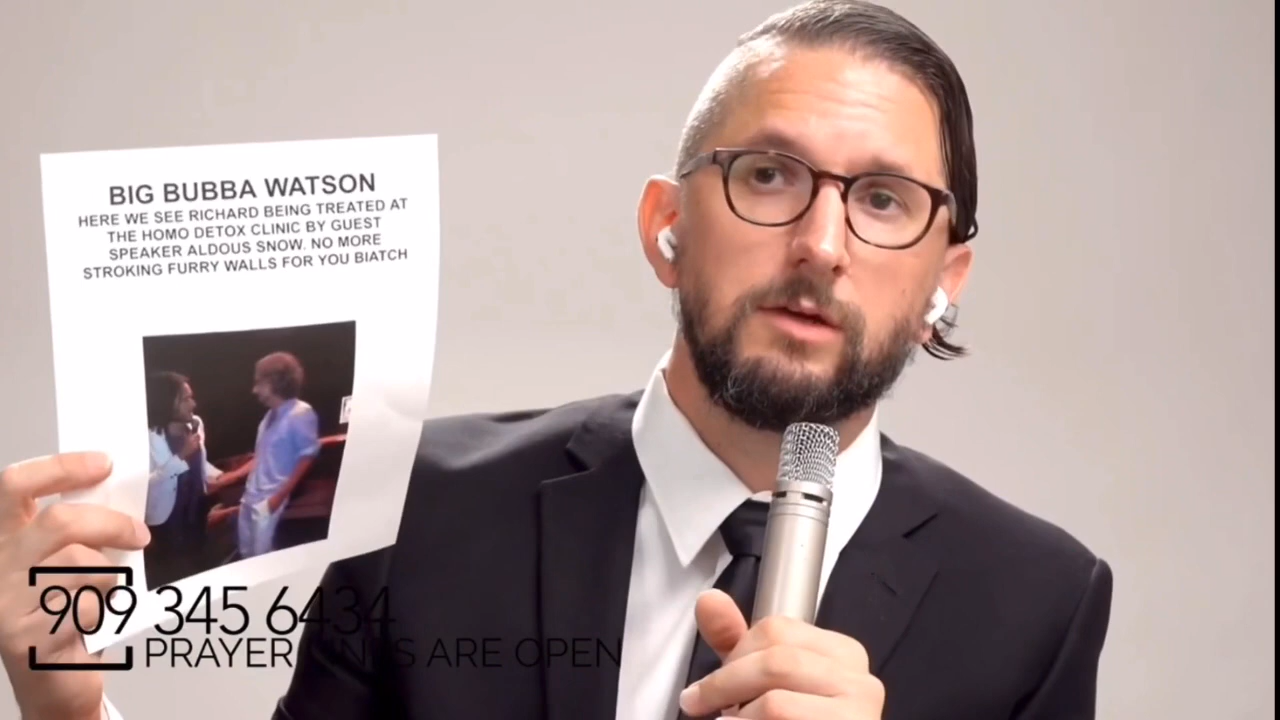 BIG BUBBA WATSON
HERE WE SEE RICHARD BEING TREATED AT
THE HOMO DETOX CLINIC BY GUEST
SPEAKER ALDOUS SNOW. NO MORE
STROKING FURRY WALLS FOR YOU BIATCH
909 345 6434
PRAYER LINES ARE OPEN